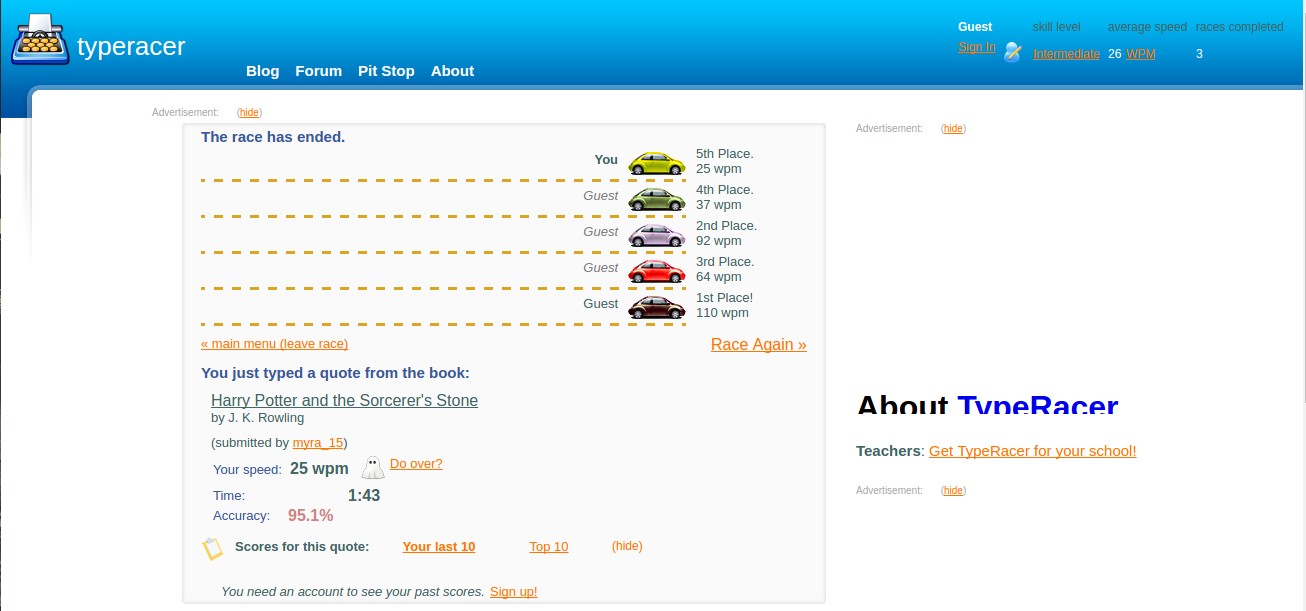 typeracer
Blog Forum Pit Stop About
Guest skill level average speed races completed
Sign In Intermediate 26 WPM 3
Advertisement: (hide)
The race has ended.
You 5th Place.
25 wpm
Guest 4th Place.
37 wpm
Guest 2nd Place.
92 wpm
Guest 3rd Place.
64 wpm
Guest 1st Place!
110 wpm
« main menu (leave race) Race Again »
You just typed a quote from the book:
Harry Potter and the Sorcerer's Stone
by J. K. Rowling
(submitted by myra_15)
Your speed: 25 wpm Do over?
Time: 1:43
Accuracy: 95.1%
Scores for this quote: Your last 10 Top 10 (hide)
You need an account to see your past scores. Sign up!
Advertisement: (hide)
About TypeRacer
Teachers: Get TypeRacer for your school!
Advertisement: (hide)